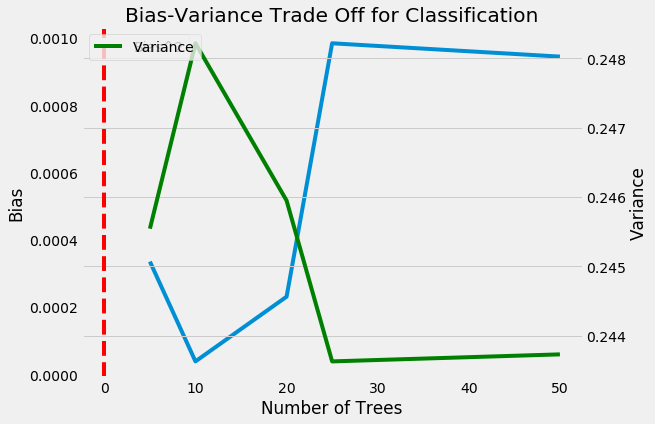 Bias-Variance Trade Off for Classification
Variance
0.0010
0.0008
0.0006
0.0004
0.0002
0.0000
Bias
0.248
0.247
0.246
0.245
0.244
Variance
0 10 20 30 40 50
Number of Trees